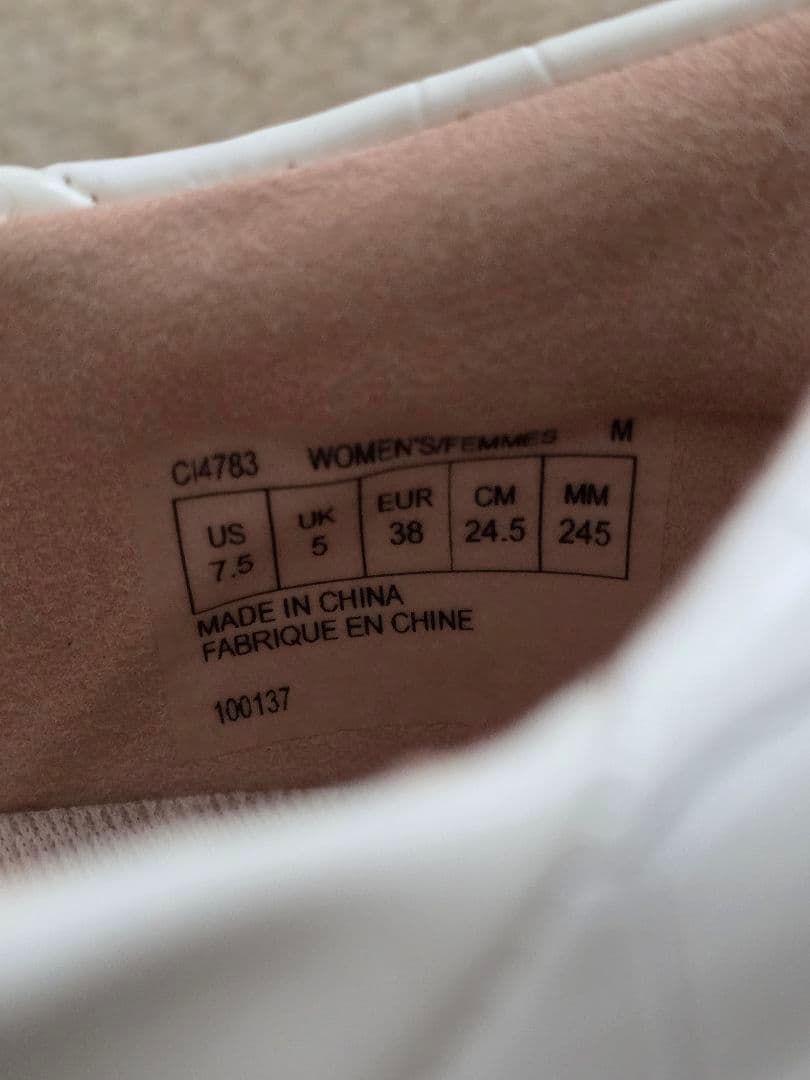 CI4783 WOMEN'S/FEMMES M
US UK EUR CM MM
7.5 5 38 24.5 245
MADE IN CHINA
FABRIQUE EN CHINE
100137